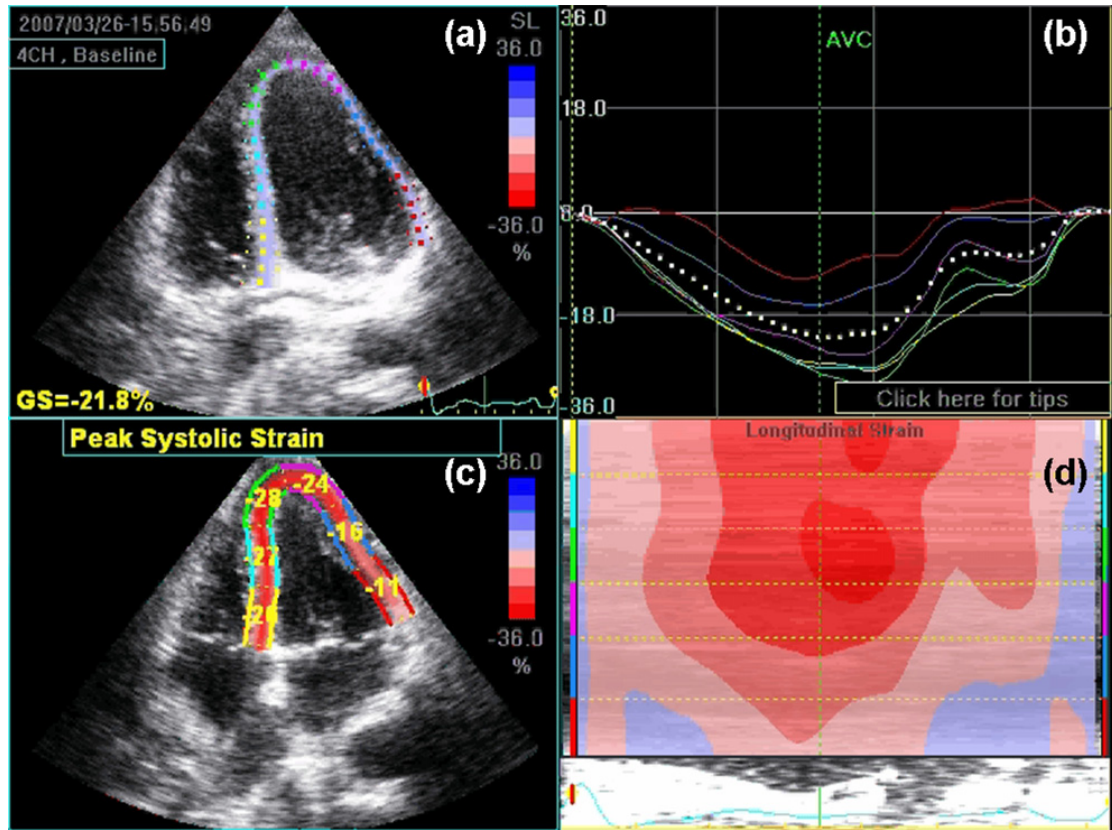 2007/03/26-15:56:49
4CH , Baseline
(a)
SL
36.0
-36.0
%
GS=-21.8%
36.0
AVC
(b)
18.0
0.0
-18.0
-36.0
Click here for tips
Peak Systolic Strain
(c)
36.0
-36.0
%
-28
-24
-27
-16
-11
Longitudinal Strain
(d)